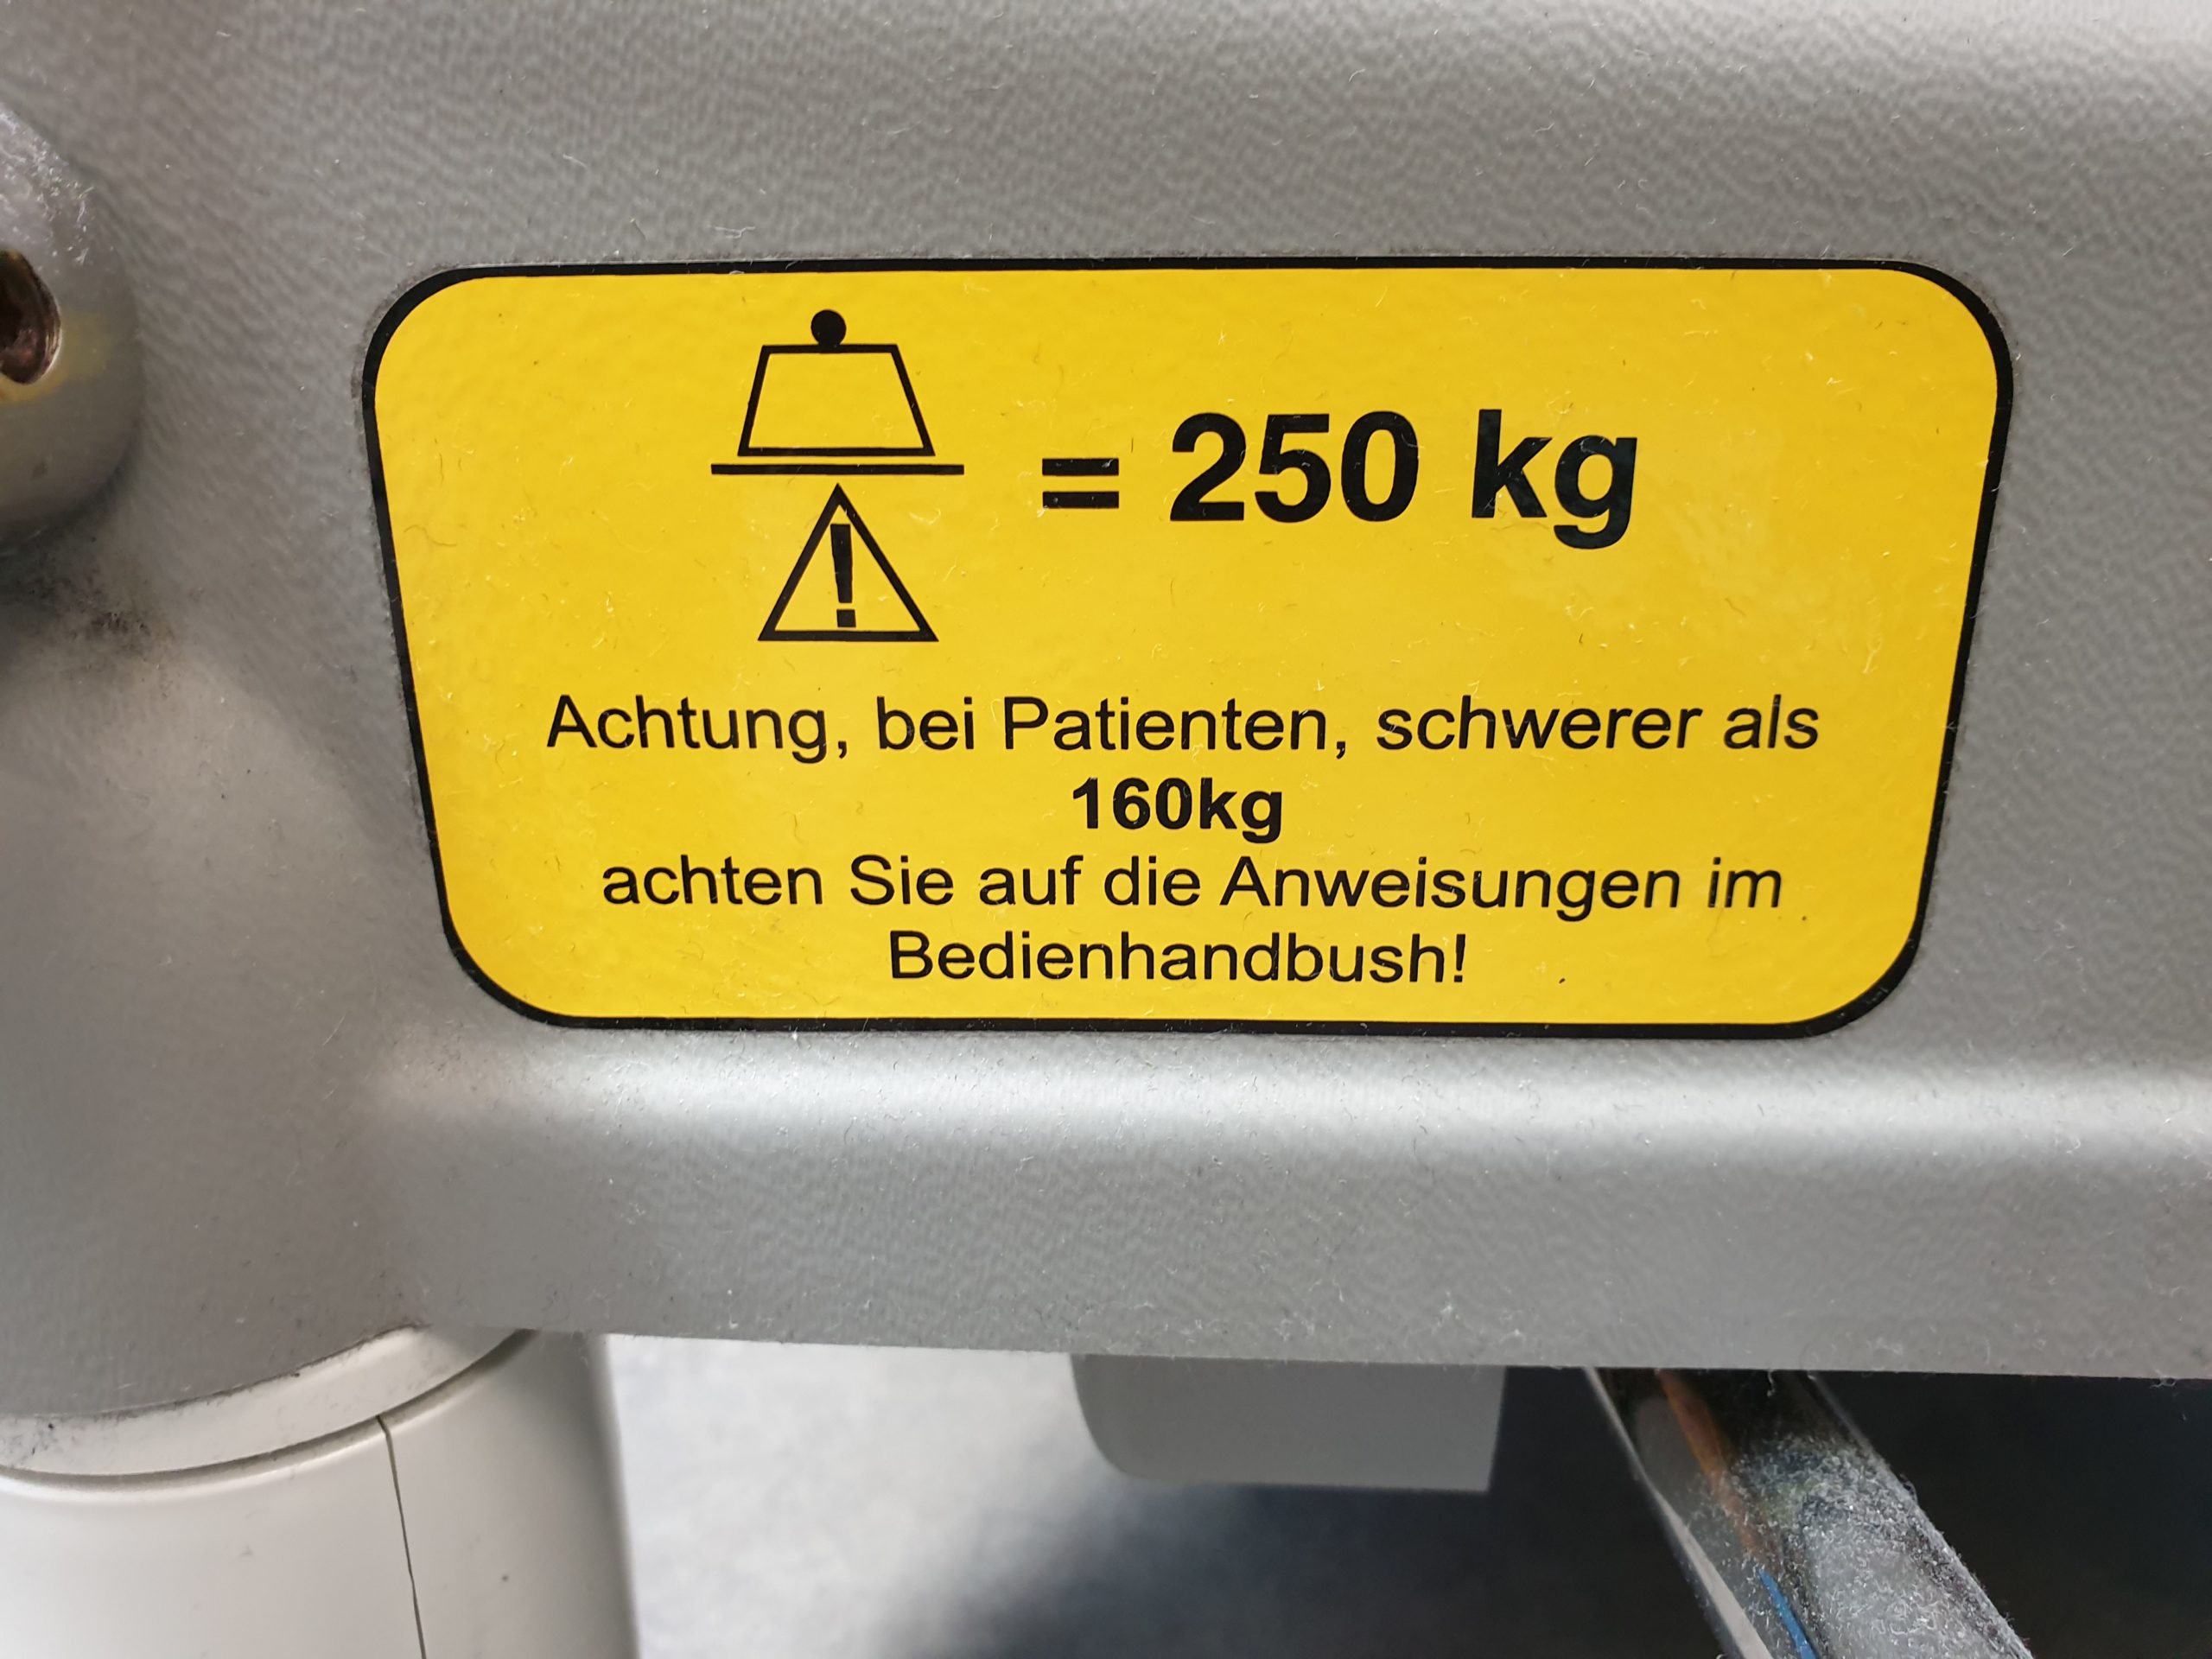 = 250 kg
Achtung, bei Patienten, schwerer als
160kg
achten Sie auf die Anweisungen im
Bedienhandbush!